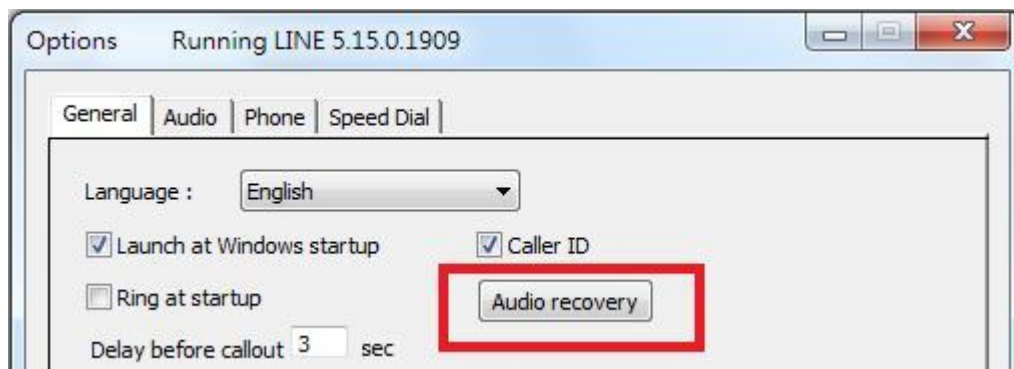 Options Running LINE 5.15.0.1909
General Audio Phone Speed Dial
Language : English
Launch at Windows startup Caller ID
Ring at startup Audio recovery
Delay before callout 3 sec